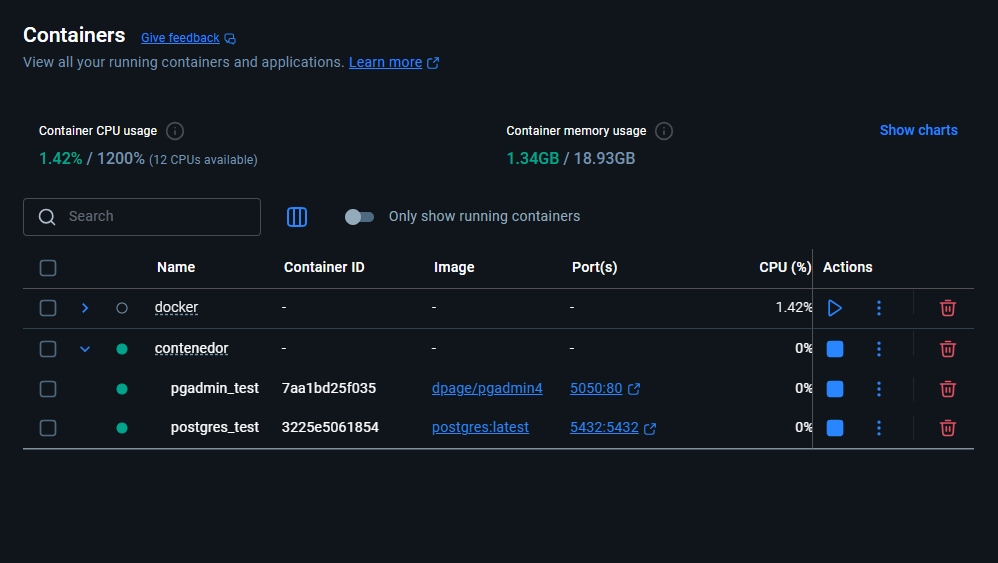 Containers Give feedback
View all your running containers and applications. Learn more
Container CPU usage Container memory usage Show charts
1.42% / 1200% (12 CPUs available) 1.34GB / 18.93GB
Search Only show running containers
Name Container ID Image Port(s) CPU (%) Actions
docker - - - 1.42%
contenedor - - - 0%
pgadmin_test 7aa1bd25f035 dpage/pgadmin4 5050:80 0%
postgres_test 3225e5061854 postgres:latest 5432:5432 0%